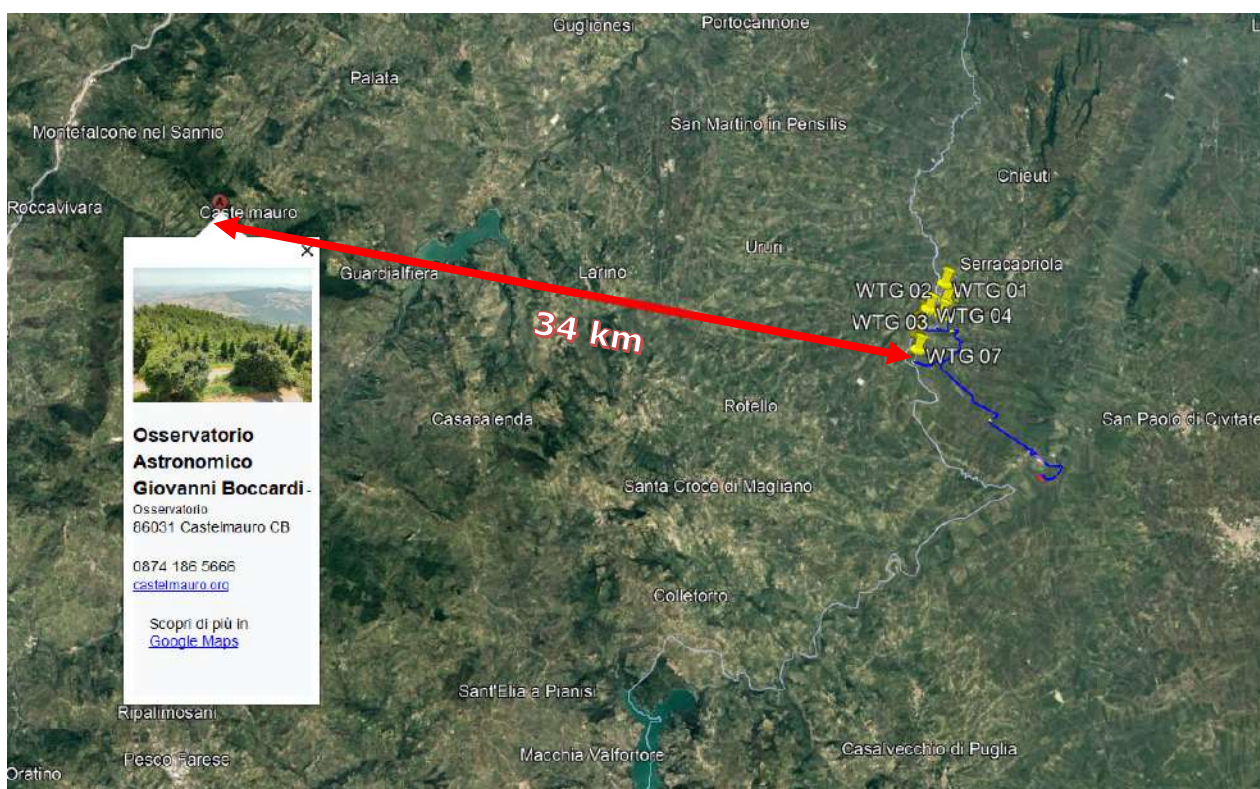 Guglionesi
Portocannone
Palata
Montefalcone nel Sannio
San Martino in Pensilis
Chieuti
Roccavivara
Castelmauro
Ururi
Guardialfiera
Larino
Serracapriola
WTG 02
WTG 01
WTG 03
WTG 04
34 km
WTG 07
Osservatorio
Astronomico
Giovanni Boccardi -
Osservatorio
86031 Castelmauro CB
0874 186 5666
castelmauro.org
Scopri di più in
Google Maps
Casacalenda
Rotello
San Paolo di Civitate
Santa Croce di Magliano
Colletorto
Sant'Elia a Pianisi
Ripalimosani
Pesco Farese
Oratino
Macchia Valfortore
Casalvecchio di Puglia